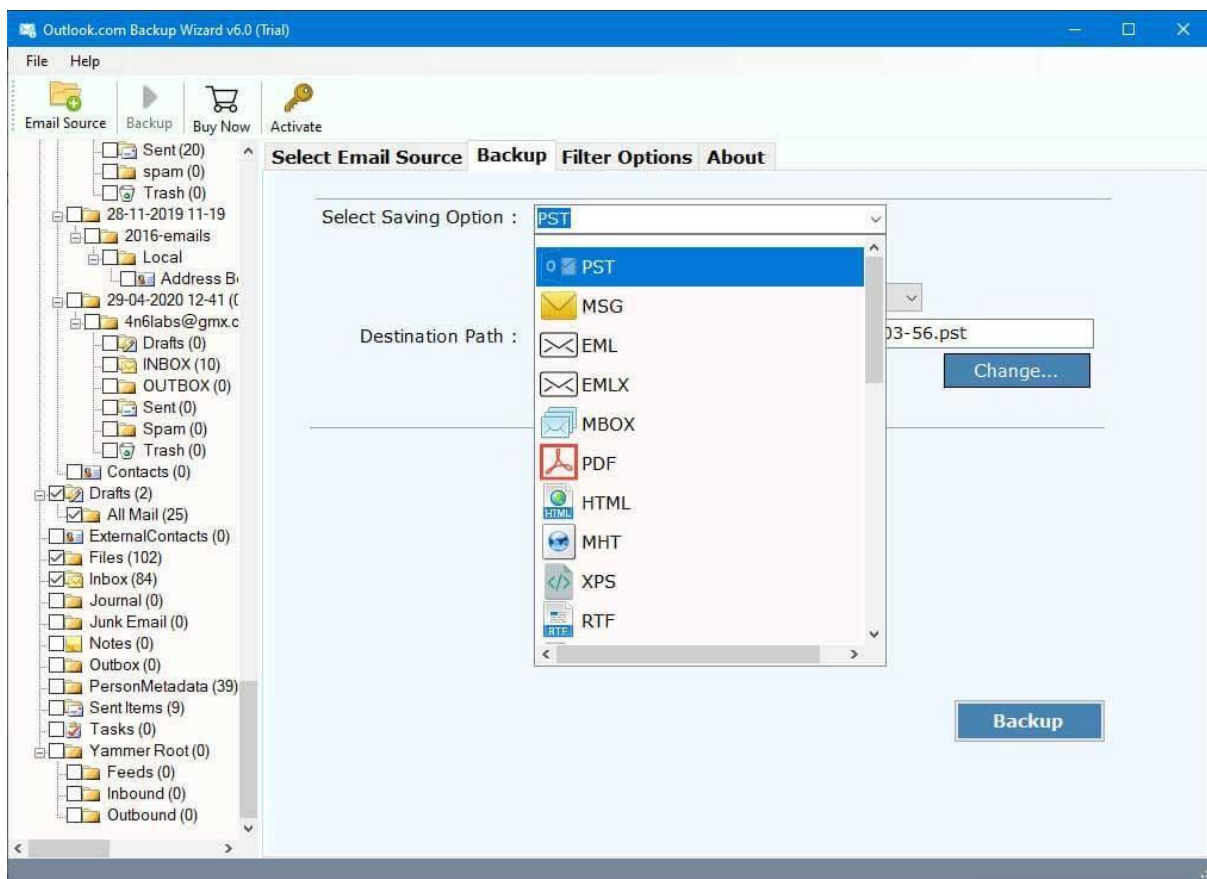 Outlook.com Backup Wizard v6.0 (Trial)
File Help
Email Source Backup Buy Now Activate
Sent (20)
spam (0)
Trash (0)
28-11-2019 11-19
2016-emails
Local
Address B
29-04-2020 12-41 (
4n6labs@gmx.c
Drafts (0)
INBOX (10)
OUTBOX (0)
Sent (0)
Spam (0)
Trash (0)
Contacts (0)
Drafts (2)
All Mail (25)
ExternalContacts (0)
Files (102)
Inbox (84)
Journal (0)
Junk Email (0)
Notes (0)
Outbox (0)
PersonMetadata (39)
Sent Items (9)
Tasks (0)
Yammer Root (0)
Feeds (0)
Inbound (0)
Outbound (0)
Select Email Source Backup Filter Options About
Select Saving Option : PST
PST
MSG
EML
EMLX
MBOX
PDF
HTML
MHT
XPS
RTF
Destination Path : 03-56.pst
Change...
Backup